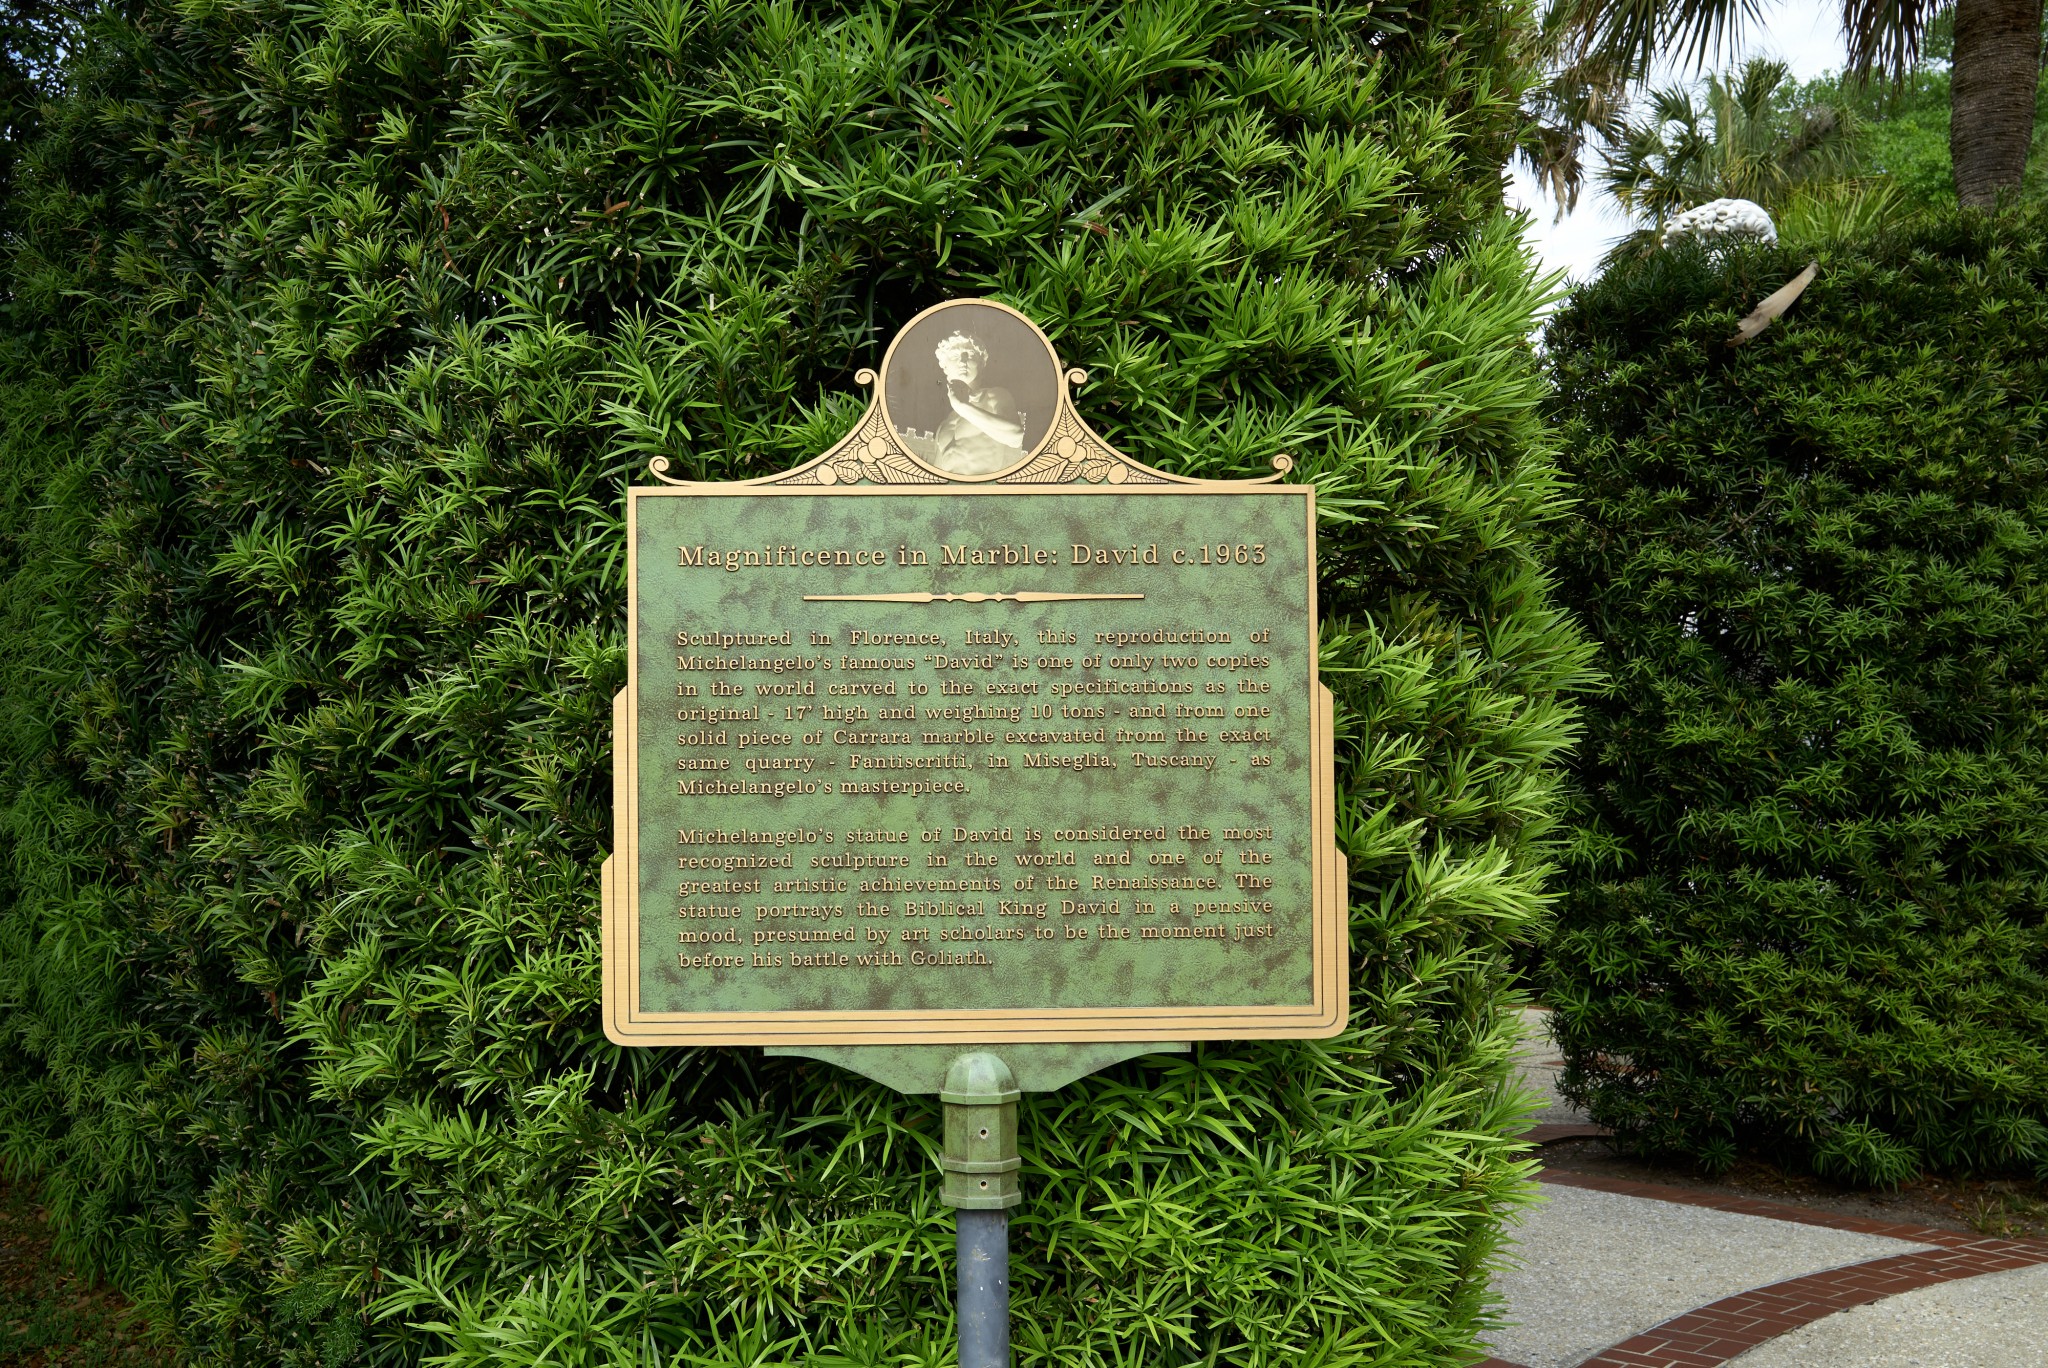 Magnificence in Marble: David c.1963
Sculptured in Florence, Italy, this reproduction of
Michelangelo's famous “David” is one of only two copies
in the world carved to the exact specifications as the
original - 17' high and weighing 10 tons - and from one
solid piece of Carrara marble excavated from the exact
same quarry - Fantiscritti, in Miseglia, Tuscany - as
Michelangelo's masterpiece.
Michelangelo's statue of David is considered the most
recognized sculpture in the world and one of the
greatest artistic achievements of the Renaissance. The
statue portrays the Biblical King David in a pensive
mood, presumed by art scholars to be the moment just
before his battle with Goliath.